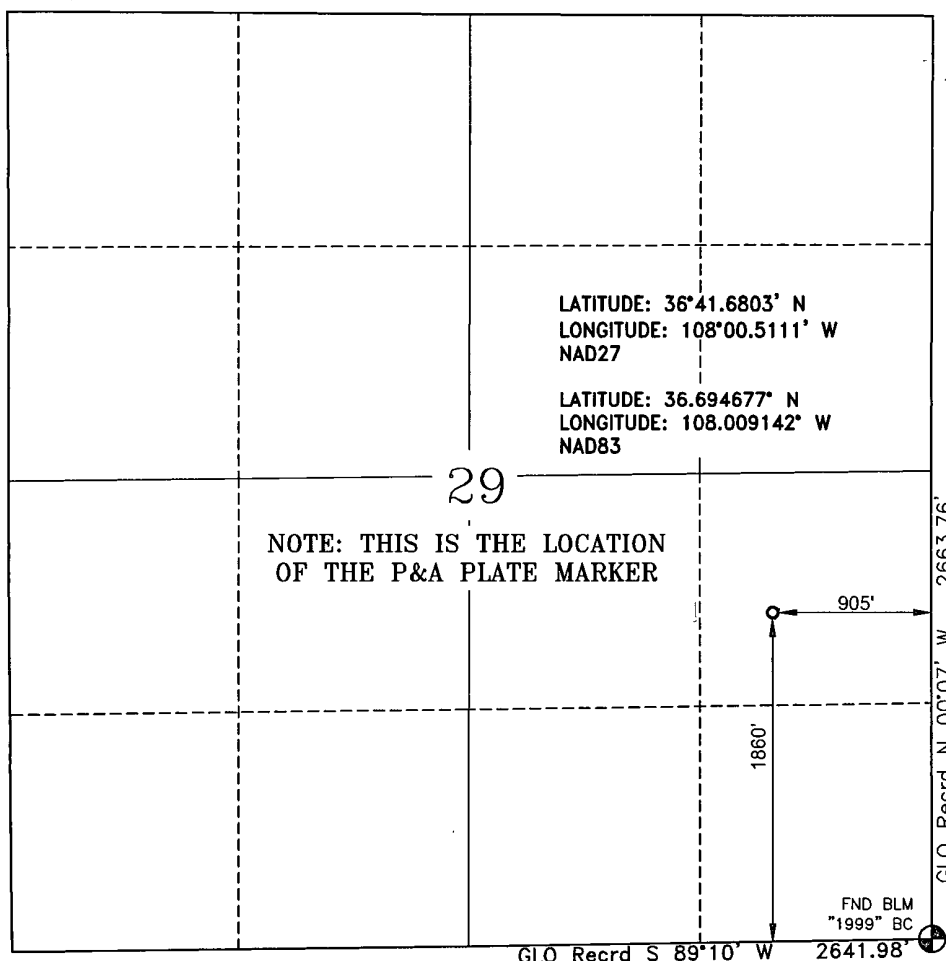 LATITUDE: 36°41.6803' N
LONGITUDE: 108°00.5111' W
NAD27
LATITUDE: 36.694677° N
LONGITUDE: 108.009142° W
NAD83
29
NOTE: THIS IS THE LOCATION
OF THE P&A PLATE MARKER
905'
1860'
GLO Recrd N 00°07' W 2663.76'
FND BLM
"1999" BC
GLO Recrd S 89°10' W 2641.98'